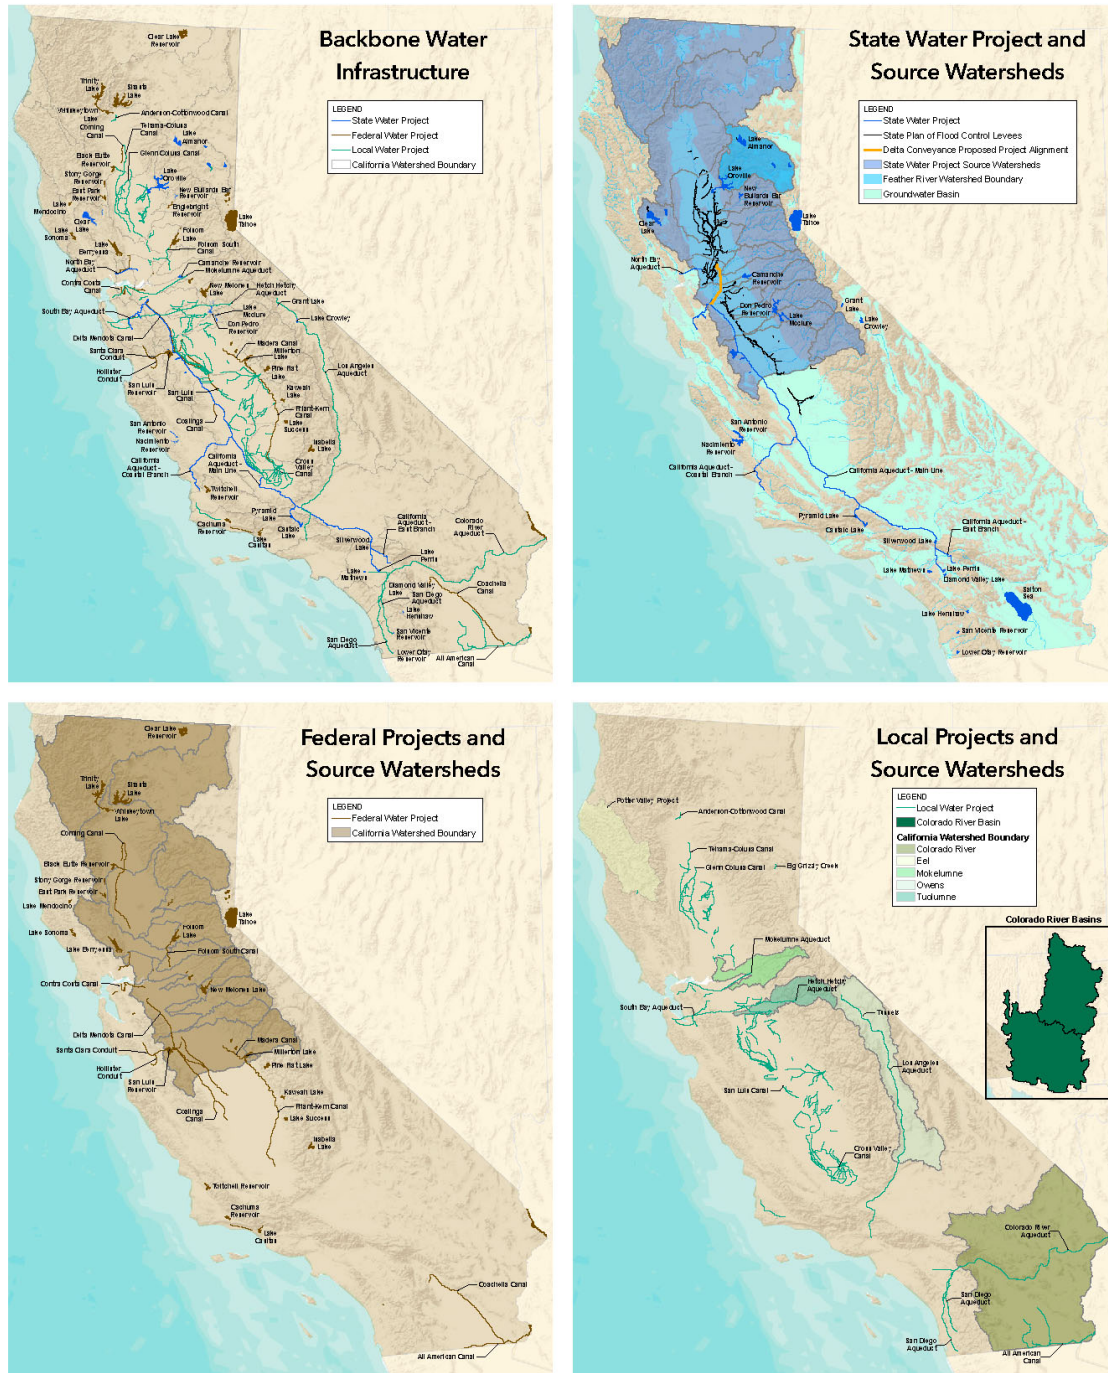 Backbone Water
Infrastructure
LEGEND
State Water Project
Federal Water Project
Local Water Project
California Watershed Boundary
Clear Lake
Reservoir
Trinity
Lake
Shasta
Lake
Whiskeytown
Lake
Anderson-Cottonwood Canal
Corning
Canal
Tehama-Colusa
Canal
Lake
Almanor
Glenn Colusa Canal
Black Butte
Reservoir
Stony Gorge
Reservoir
East Park
Reservoir
Lake
Oroville
New Bullards Bar
Reservoir
Englebright
Reservoir
Lake
Mendocino
Clear
Lake
Lake
Sonoma
Lake
Berryessa
Folsom
Lake
Lake
Tahoe
Folsom South
Canal
North Bay
Aqueduct
Camanche Reservoir
Mokelumne Aqueduct
Contra Costa
Canal
New Melones
Lake
Hetch Hetchy
Aqueduct
Grant Lake
South Bay Aqueduct
Lake
Mcclure
Lake Crowley
Don Pedro
Reservoir
Delta Mendota Canal
Santa Clara
Conduit
Madera Canal
Millerton
Lake
Hollister
Conduit
Pine Flat
Lake
Los Angeles
Aqueduct
San Luis
Reservoir
San Luis
Canal
Kaweah
Lake
Coalinga
Canal
Friant-Kern
Canal
Lake
Success
San Antonio
Reservoir
Nacimiento
Reservoir
Isabella
Lake
California
Aqueduct-
Coastal Branch
California
Aqueduct-
Main Line
Cross
Valley
Canal
Twitchell
Reservoir
Pyramid
Lake
Cachuma
Reservoir
Castaic
Lake
Lake
Casitas
California
Aqueduct-
East Branch
Colorado
River
Aqueduct
Silverwood
Lake
Lake
Perris
Lake
Mathews
Diamond Valley
Lake
Coachella
Canal
San Diego
Aqueduct
Lake
Henshaw
San Vicente
Reservoir
San Diego
Aqueduct
Lower Otay
Reservoir
All American
Canal
State Water Project and
Source Watersheds
LEGEND
State Water Project
State Plan of Flood Control Levees
Delta Conveyance Proposed Project Alignment
State Water Project Source Watersheds
Feather River Watershed Boundary
Groundwater Basin
Lake
Almanor
Lake
Oroville
New
Bullards Bar
Reservoir
Clear
Lake
Lake
Tahoe
North Bay
Aqueduct
Camanche
Reservoir
Don Pedro
Reservoir
Lake
Mcclure
Grant
Lake
Lake
Crowley
San Antonio
Reservoir
Nacimiento
Reservoir
California Aqueduct-
Coastal Branch
California Aqueduct-Main Line
Pyramid Lake
Castaic Lake
California
Aqueduct-
East Branch
Silverwood Lake
Lake Mathews
Lake Perris
Diamond Valley Lake
Salton
Sea
Lake Henshaw
San Vicente Reservoir
Lower Otay Reservoir
Federal Projects and
Source Watersheds
LEGEND
Federal Water Project
California Watershed Boundary
Clear Lake
Reservoir
Trinity
Lake
Shasta
Lake
Whiskeytown
Lake
Corning Canal
Black Butte Reservoir
Stony Gorge Reservoir
East Park Reservoir
Lake Mendocino
Lake Sonoma
Lake Berryessa
Folsom
Lake
Lake
Tahoe
Folsom South Canal
Contra Costa Canal
New Melones Lake
Delta Mendota Canal
Santa Clara Conduit
Madera Canal
Millerton Lake
Hollister
Conduit
Pine Flat Lake
San Luis
Reservoir
Coalinga
Canal
Kaweah Lake
Friant-Kern Canal
Lake Success
Isabella
Lake
Twitchell Reservoir
Cachuma
Reservoir
Lake
Casitas
Coachella Canal
All American Canal
Local Projects and
Source Watersheds
LEGEND
Local Water Project
Colorado River Basin
California Watershed Boundary
Colorado River
Eel
Mokelumne
Owens
Tuolumne
Colorado River Basins
Potter Valley Project
Anderson-Cottonwood Canal
Tehama-Colusa Canal
Glenn Colusa Canal
Big Grizzly Creek
Mokelumne Aqueduct
Hetch Hetchy
Aqueduct
South Bay Aqueduct
Tunnels
Los Angeles
Aqueduct
San Luis Canal
Cross Valley
Canal
Colorado River
Aqueduct
San Diego
Aqueduct
San Diego
Aqueduct
All American
Canal